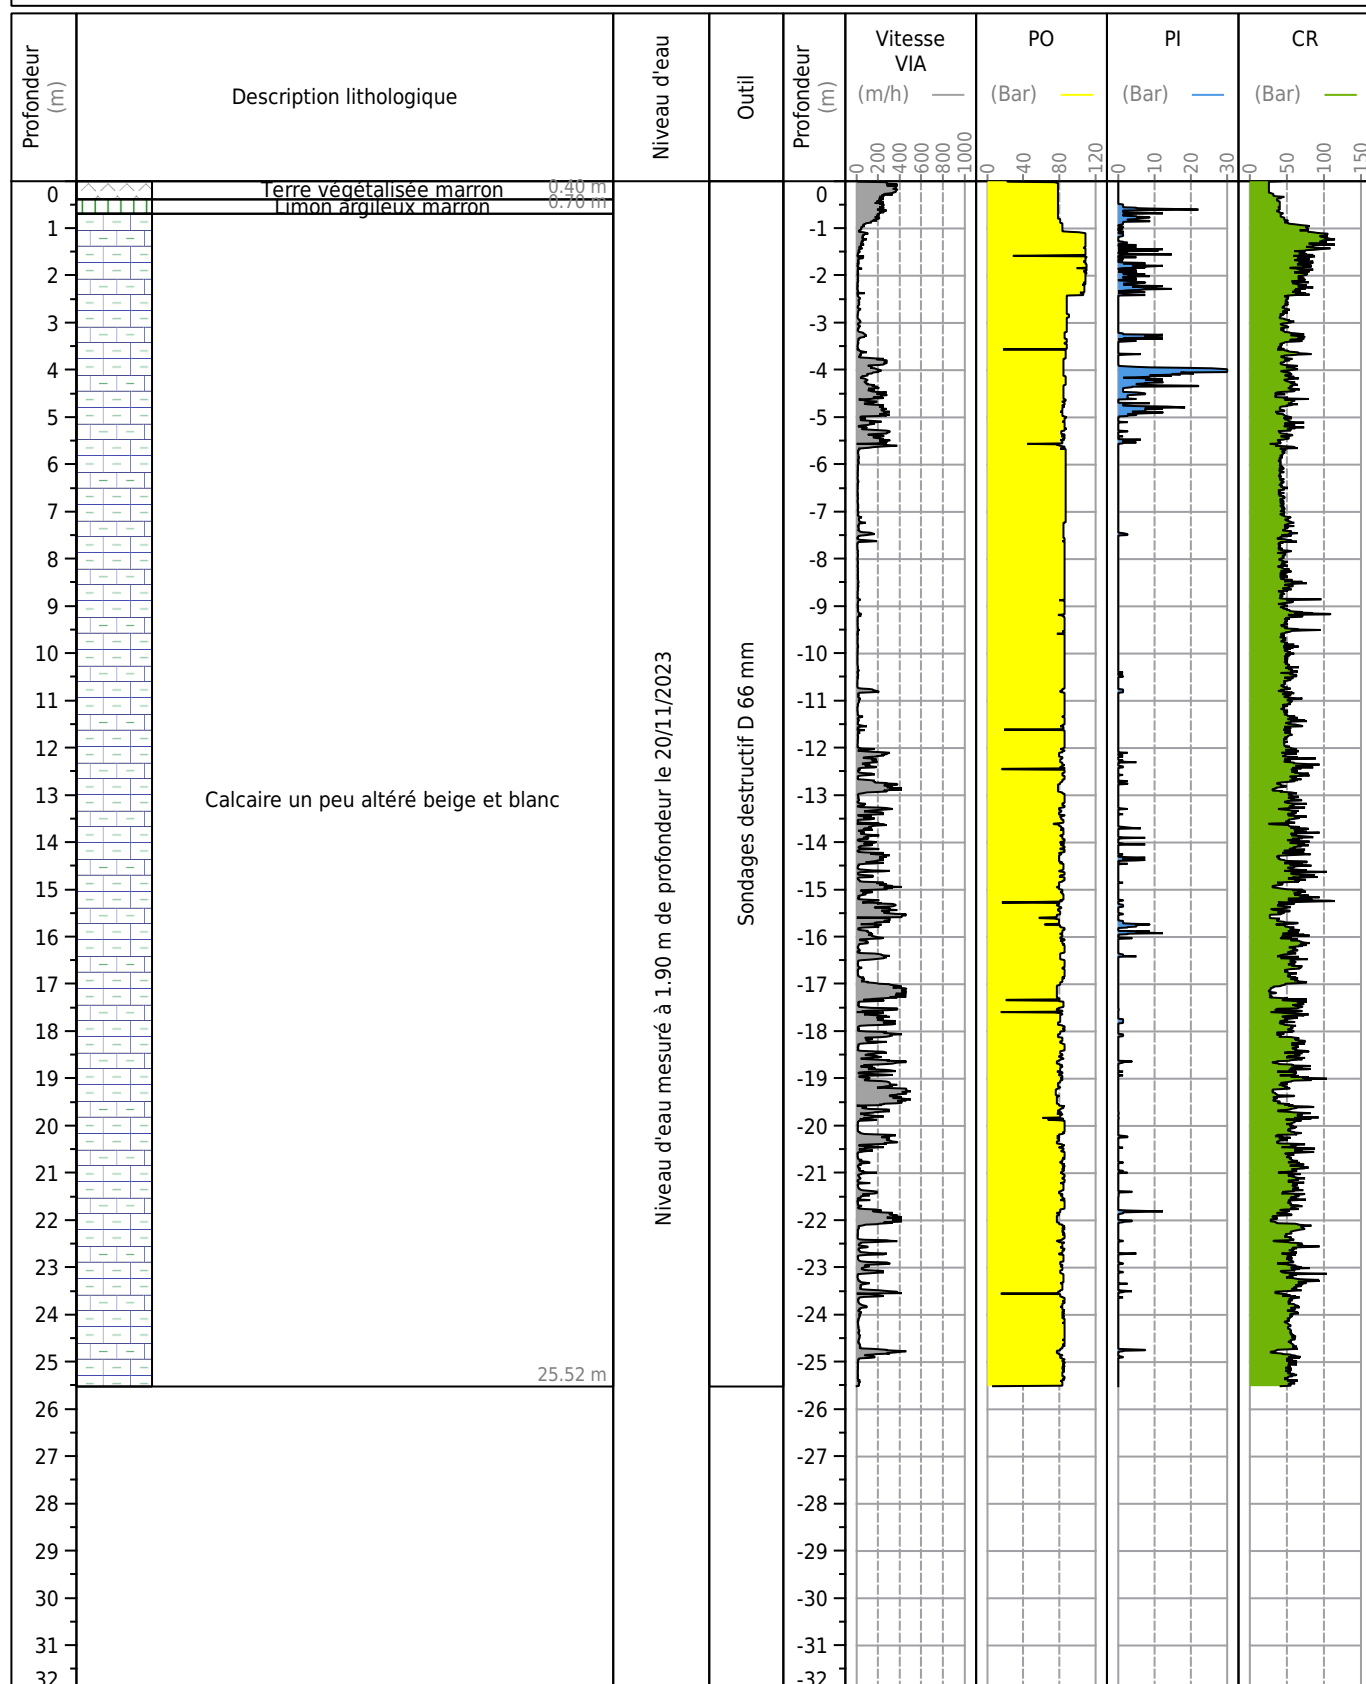 Profondeur
(m)
Description lithologique
Niveau d'eau
Outil
Profondeur
(m)
Vitesse
VIA
(m/h)
PO
(Bar)
PI
(Bar)
CR
(Bar)
0 200 400 600 800 1000
0 40 80 120
0 10 20 30
0 50 100 150
Terre végétalisée marron 0.40 m
Limon argileux marron 0.70 m
Calcaire un peu altéré beige et blanc
25.52 m
Niveau d'eau mesuré à 1.90 m de profondeur le 20/11/2023
Sondages destructif D 66 mm
0 0
1 -1
2 -2
3 -3
4 -4
5 -5
6 -6
7 -7
8 -8
9 -9
10 -10
11 -11
12 -12
13 -13
14 -14
15 -15
16 -16
17 -17
18 -18
19 -19
20 -20
21 -21
22 -22
23 -23
24 -24
25 -25
26 -26
27 -27
28 -28
29 -29
30 -30
31 -31
32 -32